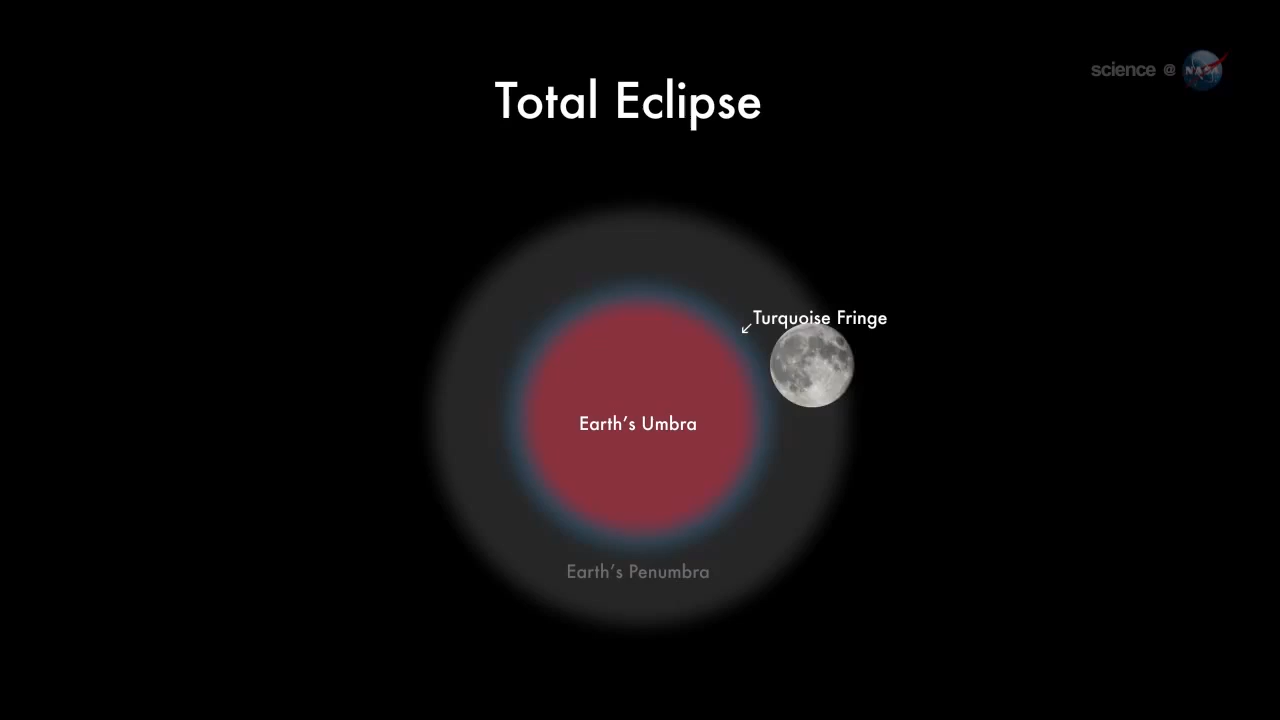 science @ NASA
Total Eclipse
Turquoise Fringe
Earth’s Umbra
Earth’s Penumbra